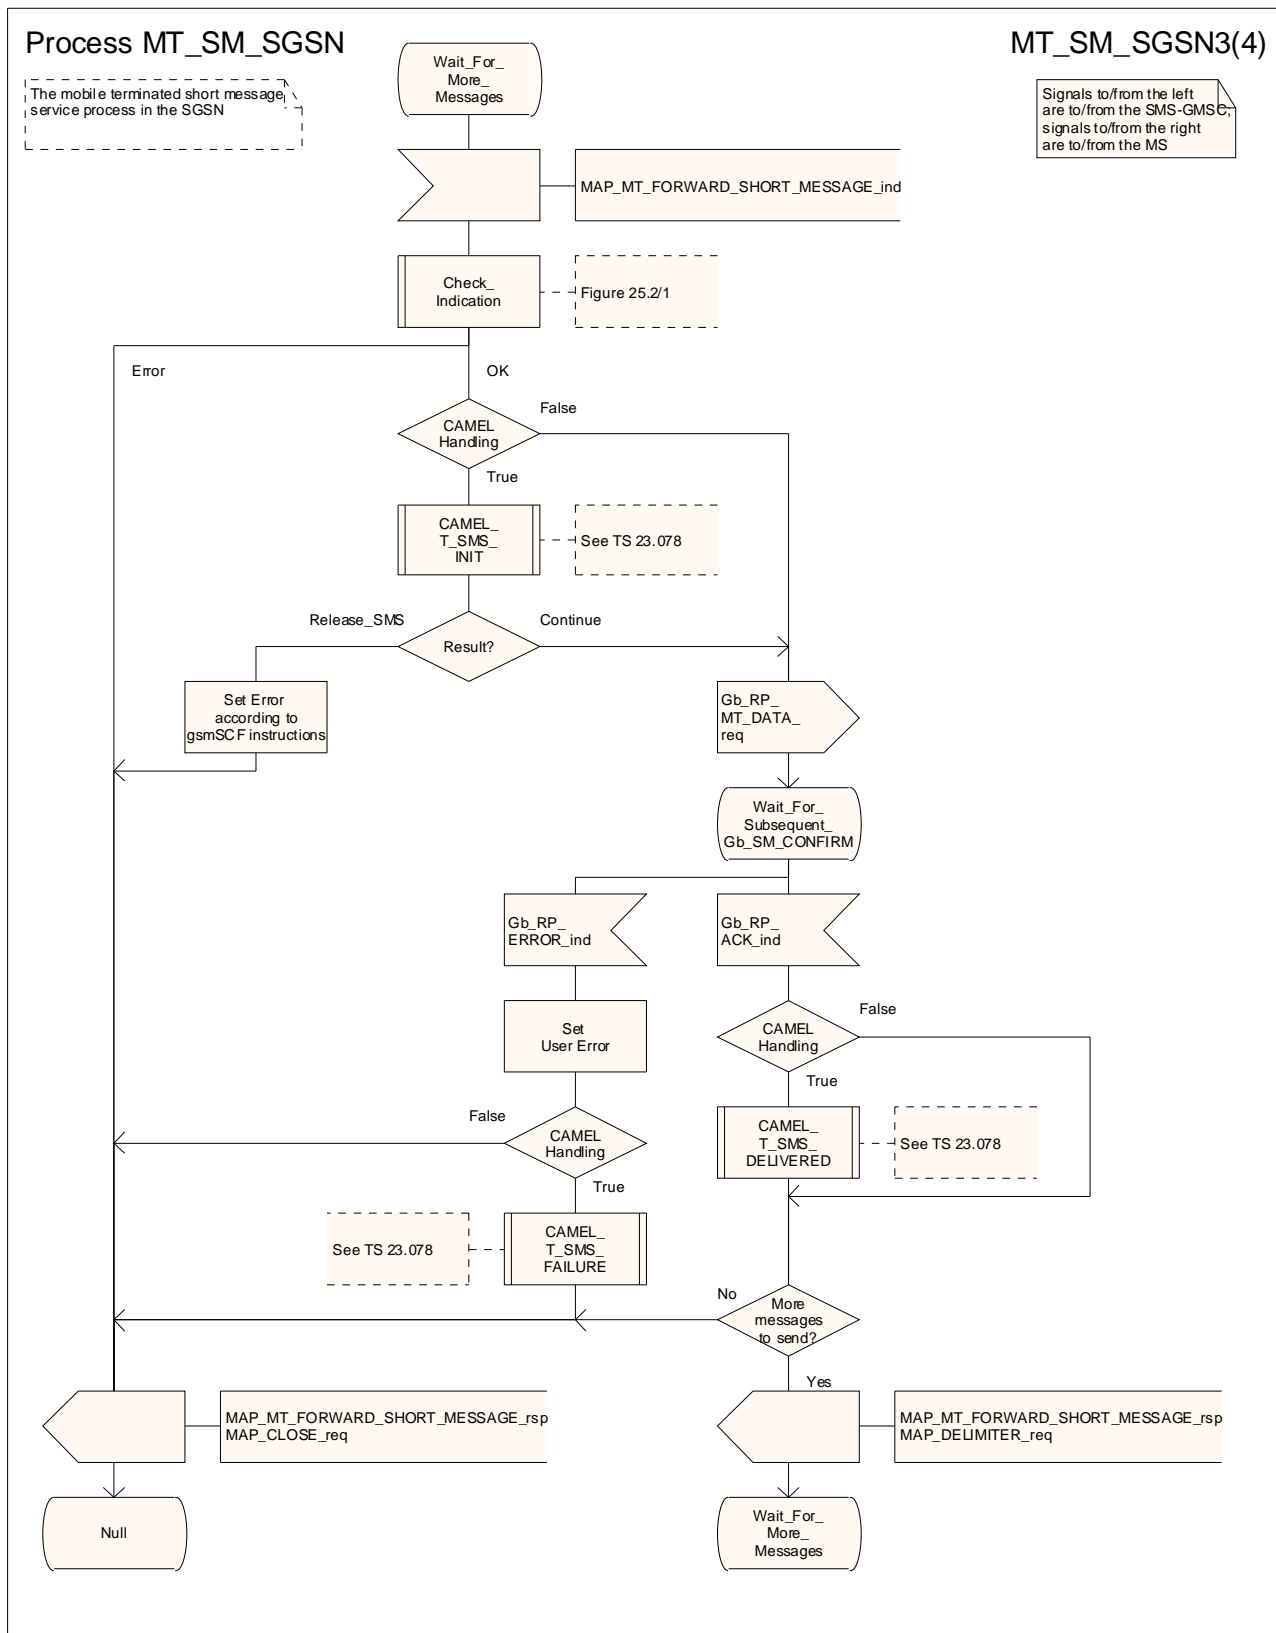 Process MT_SM_SGSN
MT_SM_SGSN3(4)
The mobile terminated short message
service process in the SGSN
Signals to/from the left
are to/from the SMS-GMSC;
signals to/from the right
are to/from the MS
Wait_For_
More_
Messages
MAP_MT_FORWARD_SHORT_MESSAGE_ind
Check_
Indication
Figure 25.2/1
Error
OK
CAMEL
Handling
False
True
CAMEL_
T_SMS_
INIT
See TS 23.078
Release_SMS
Result?
Continue
Set Error
according to
gsmSCF instructions
Gb_RP_
MT_DATA_
req
Wait_For_
Subsequent_
Gb_SM_CONFIRM
Gb_RP_
ERROR_ind
Gb_RP_
ACK_ind
Set
User Error
CAMEL
Handling
False
True
False
CAMEL
Handling
True
CAMEL_
T_SMS_
DELIVERED
See TS 23.078
See TS 23.078
CAMEL_
T_SMS_
FAILURE
No
More
messages
to send?
Yes
MAP_MT_FORWARD_SHORT_MESSAGE_rsp
MAP_CLOSE_req
MAP_MT_FORWARD_SHORT_MESSAGE_rsp
MAP_DELIMITER_req
Null
Wait_For_
More_
Messages